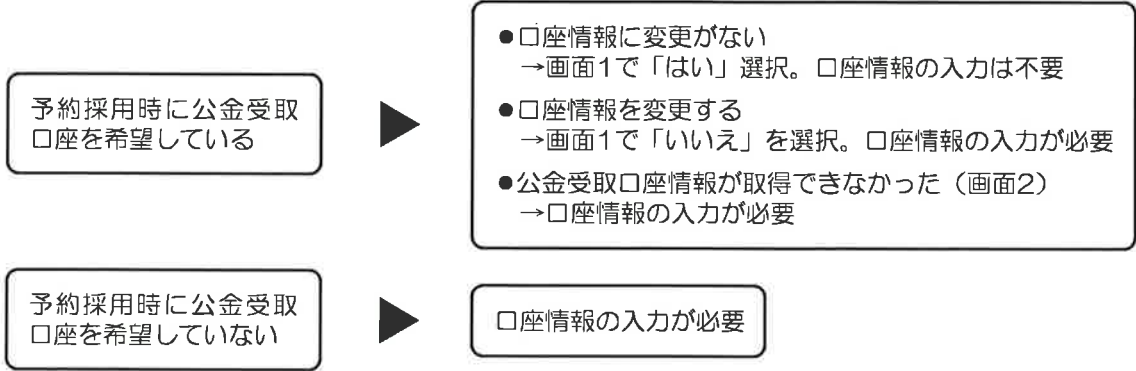 予約採用時に公金受取
口座を希望している
●口座情報に変更がない
→画面1で「はい」選択。口座情報の入力は不要
●口座情報を変更する
→画面1で「いいえ」を選択。口座情報の入力が必要
●公金受取口座情報が取得できなかった（画面2）
→口座情報の入力が必要
予約採用時に公金受取
口座を希望していない
口座情報の入力が必要